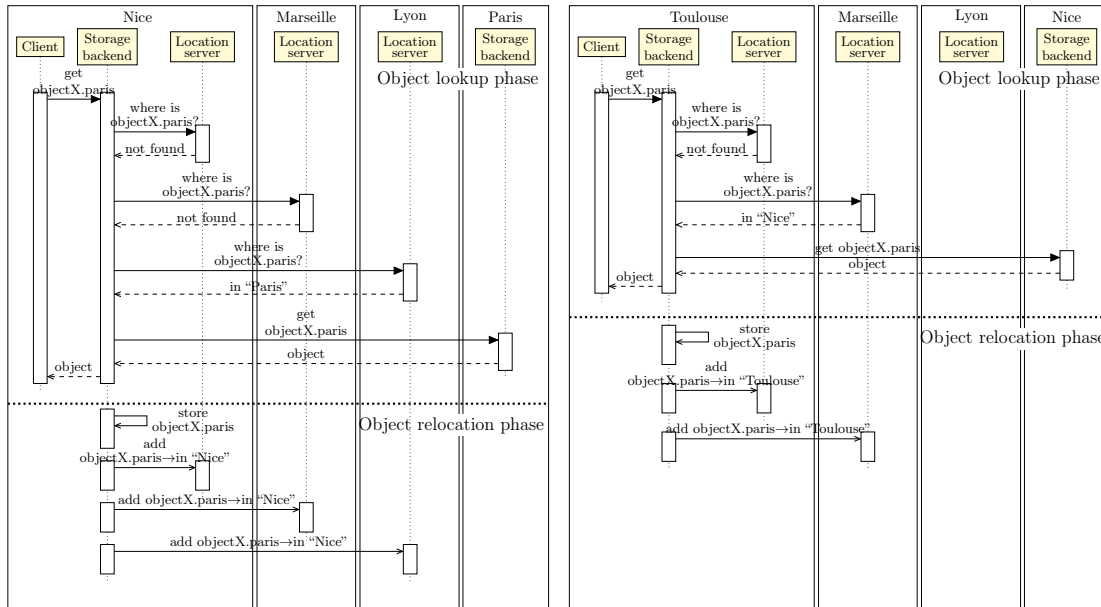 Nice
Marseille
Lyon
Paris
Client
Storage
backend
Location
server
Location
server
Location
server
Storage
backend
Object lookup phase
get
objectX.paris
where is
objectX.paris?
not found
where is
objectX.paris?
not found
where is
objectX.paris?
in “Paris”
get
objectX.paris
object
object
Object relocation phase
store
objectX.paris
add
objectX.paris→in “Nice”
add objectX.paris→in “Nice”
add objectX.paris→in “Nice”
Toulouse
Marseille
Lyon
Nice
Client
Storage
backend
Location
server
Location
server
Location
server
Storage
backend
Object lookup phase
get
objectX.paris
where is
objectX.paris?
not found
where is
objectX.paris?
in “Nice”
get objectX.paris
object
object
Object relocation phase
store
objectX.paris
add
objectX.paris→in “Toulouse”
add objectX.paris→in “Toulouse”